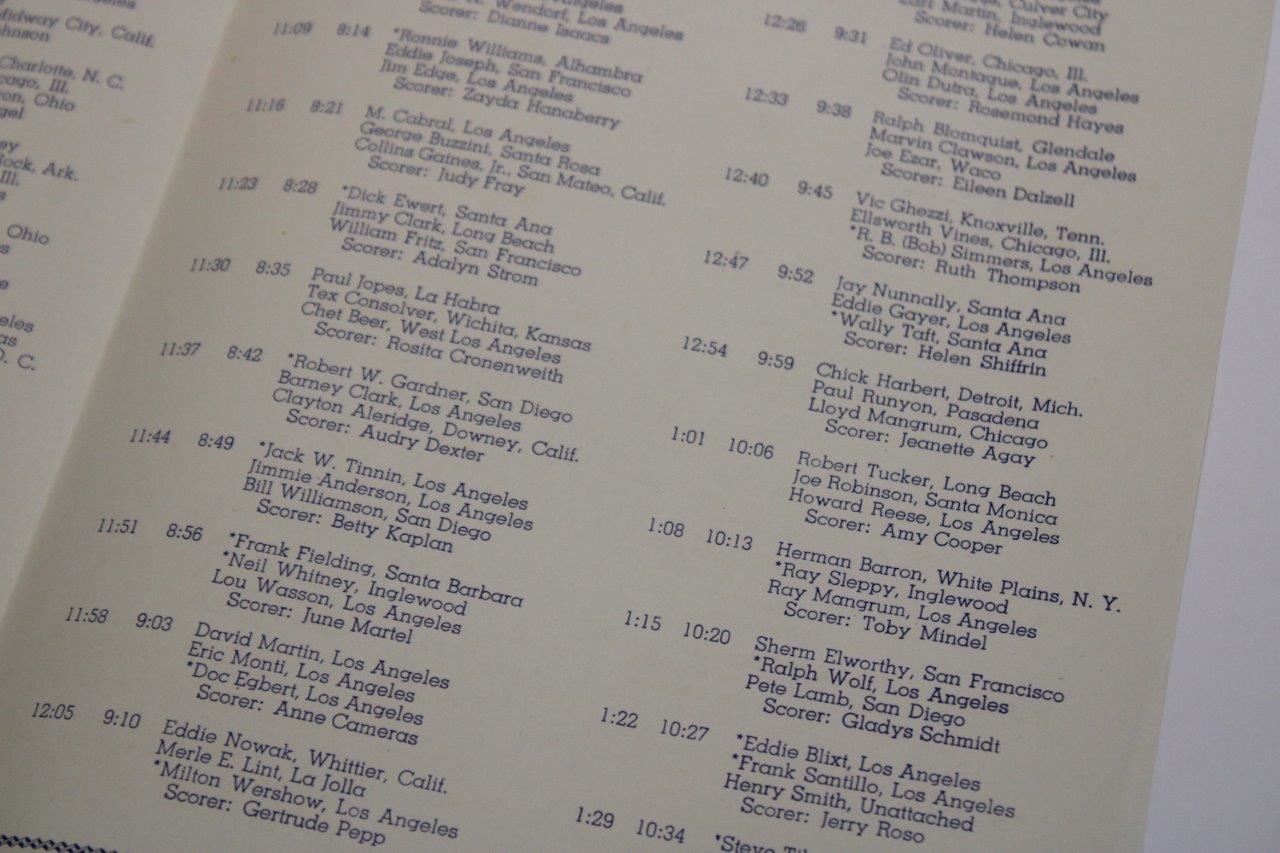 Midway City, Calif.
Charlotte, N. C.
Ill.
Ohio
Rock, Ark.
Ill.
Ohio
C.
Wendorf, Los Angeles
Scorer: Dianne Isaacs
11:09 8:14 *Ronnie Williams, Alhambra
Eddie Joseph, San Francisco
Jim Edge, Los Angeles
Scorer: Zayda Hanaberry
11:16 8:21 M. Cabral, Los Angeles
George Buzzini, Santa Rosa
Collins Gaines, Jr., San Mateo, Calif.
Scorer: Judy Fray
11:23 8:28 *Dick Ewert, Santa Ana
Jimmy Clark, Long Beach
William Fritz, San Francisco
Scorer: Adalyn Strom
11:30 8:35 Paul Jopes, La Habra
Tex Consolver, Wichita, Kansas
Chet Beer, West Los Angeles
Scorer: Rosita Cronenweith
11:37 8:42 *Robert W. Gardner, San Diego
Barney Clark, Los Angeles
Clayton Aleridge, Downey, Calif.
Scorer: Audry Dexter
11:44 8:49 *Jack W. Tinnin, Los Angeles
Jimmie Anderson, Los Angeles
Bill Williamson, San Diego
Scorer: Betty Kaplan
11:51 8:56 *Frank Fielding, Santa Barbara
*Neil Whitney, Inglewood
Lou Wasson, Los Angeles
Scorer: June Martel
11:58 9:03 David Martin, Los Angeles
Eric Monti, Los Angeles
*Doc Egbert, Los Angeles
Scorer: Anne Cameras
12:05 9:10 Eddie Nowak, Whittier, Calif.
Merle E. Lint, La Jolla
*Milton Wershow, Los Angeles
Scorer: Gertrude Pepp
Culver City
Earl Martin, Inglewood
Scorer: Helen Cowan
12:26 9:31 Ed Oliver, Chicago, Ill.
John Montague, Los Angeles
Olin Dutra, Los Angeles
Scorer: Rosemond Hayes
12:33 9:38 Ralph Blomquist, Glendale
Marvin Clawson, Los Angeles
Joe Ezar, Waco
Scorer: Eileen Dalzell
12:40 9:45 Vic Ghezzi, Knoxville, Tenn.
Ellsworth Vines, Chicago, Ill.
*R. B. (Bob) Simmers, Los Angeles
Scorer: Ruth Thompson
12:47 9:52 Jay Nunnally, Santa Ana
Eddie Gayer, Los Angeles
*Wally Taft, Santa Ana
Scorer: Helen Shiffrin
12:54 9:59 Chick Harbert, Detroit, Mich.
Paul Runyon, Pasadena
Lloyd Mangrum, Chicago
Scorer: Jeanette Agay
1:01 10:06 Robert Tucker, Long Beach
Joe Robinson, Santa Monica
Howard Reese, Los Angeles
Scorer: Amy Cooper
1:08 10:13 Herman Barron, White Plains, N. Y.
*Ray Sleppy, Inglewood
Ray Mangrum, Los Angeles
Scorer: Toby Mindel
1:15 10:20 Sherm Elworthy, San Francisco
*Ralph Wolf, Los Angeles
Pete Lamb, San Diego
Scorer: Gladys Schmidt
1:22 10:27 *Eddie Blixt, Los Angeles
*Frank Santillo, Los Angeles
Henry Smith, Unattached
Scorer: Jerry Roso
1:29 10:34 *Steve